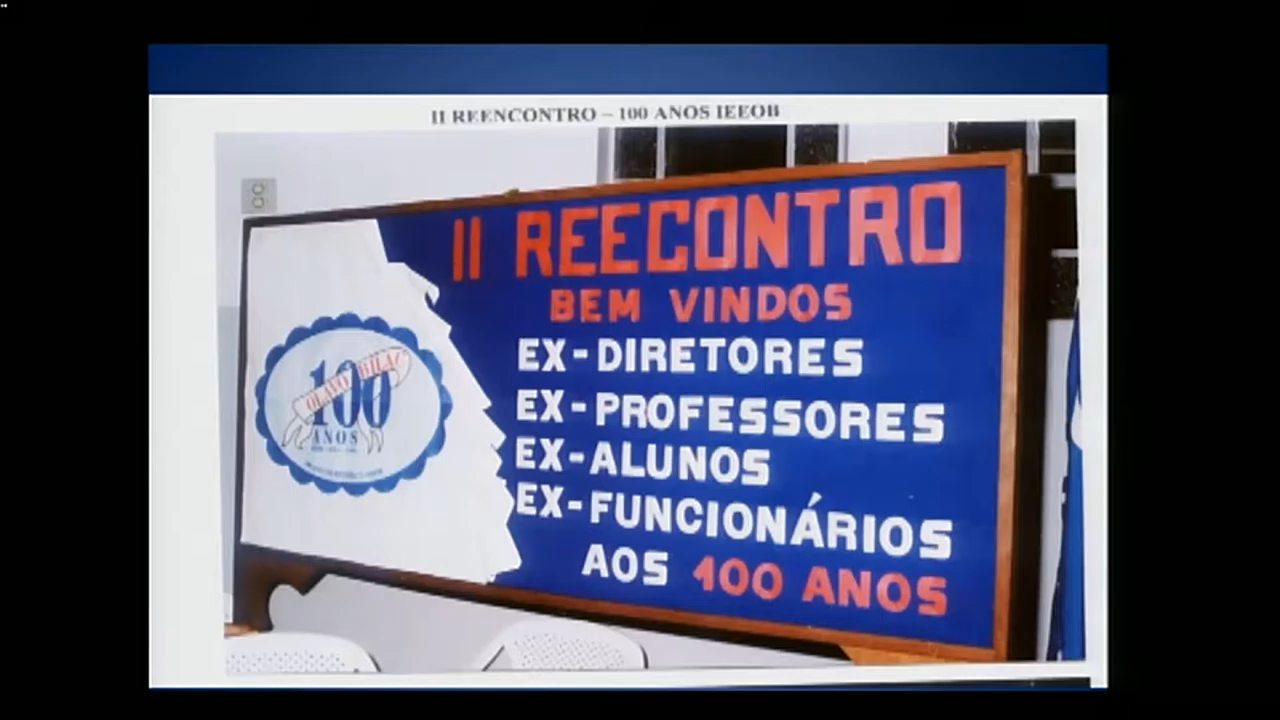 II REENCONTRO – 100 ANOS IEEOB
II REECONTRO
BEM VINDOS
EX-DIRETORES
EX-PROFESSORES
EX-ALUNOS
EX-FUNCIONÁRIOS
AOS 100 ANOS
100
OLAVO BILAC
ANOS